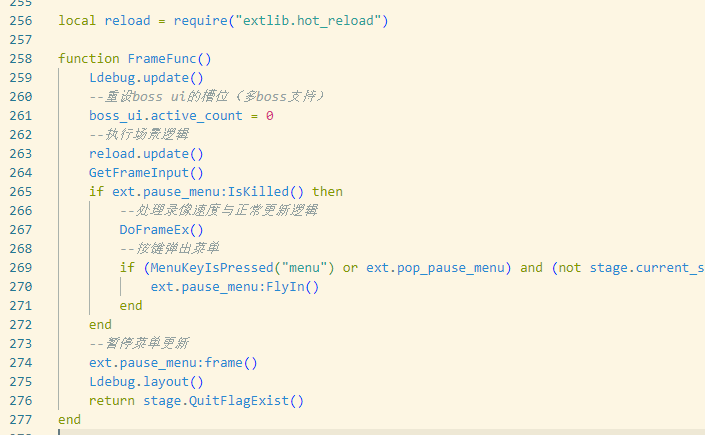 255
256 local reload = require("extlib.hot_reload")
257
258 function FrameFunc()
259 Ldebug.update()
260 --重设boss ui的槽位（多boss支持）
261 boss_ui.active_count = 0
262 --执行场景逻辑
263 reload.update()
264 GetFrameInput()
265 if ext.pause_menu:IsKilled() then
266 --处理录像速度与正常更新逻辑
267 DoFrameEx()
268 --按键弹出菜单
269 if (MenuKeyIsPressed("menu") or ext.pop_pause_menu) and (not stage.current_s
270 ext.pause_menu:FlyIn()
271 end
272 end
273 --暂停菜单更新
274 ext.pause_menu:frame()
275 Ldebug.layout()
276 return stage.QuitFlagExist()
277 end